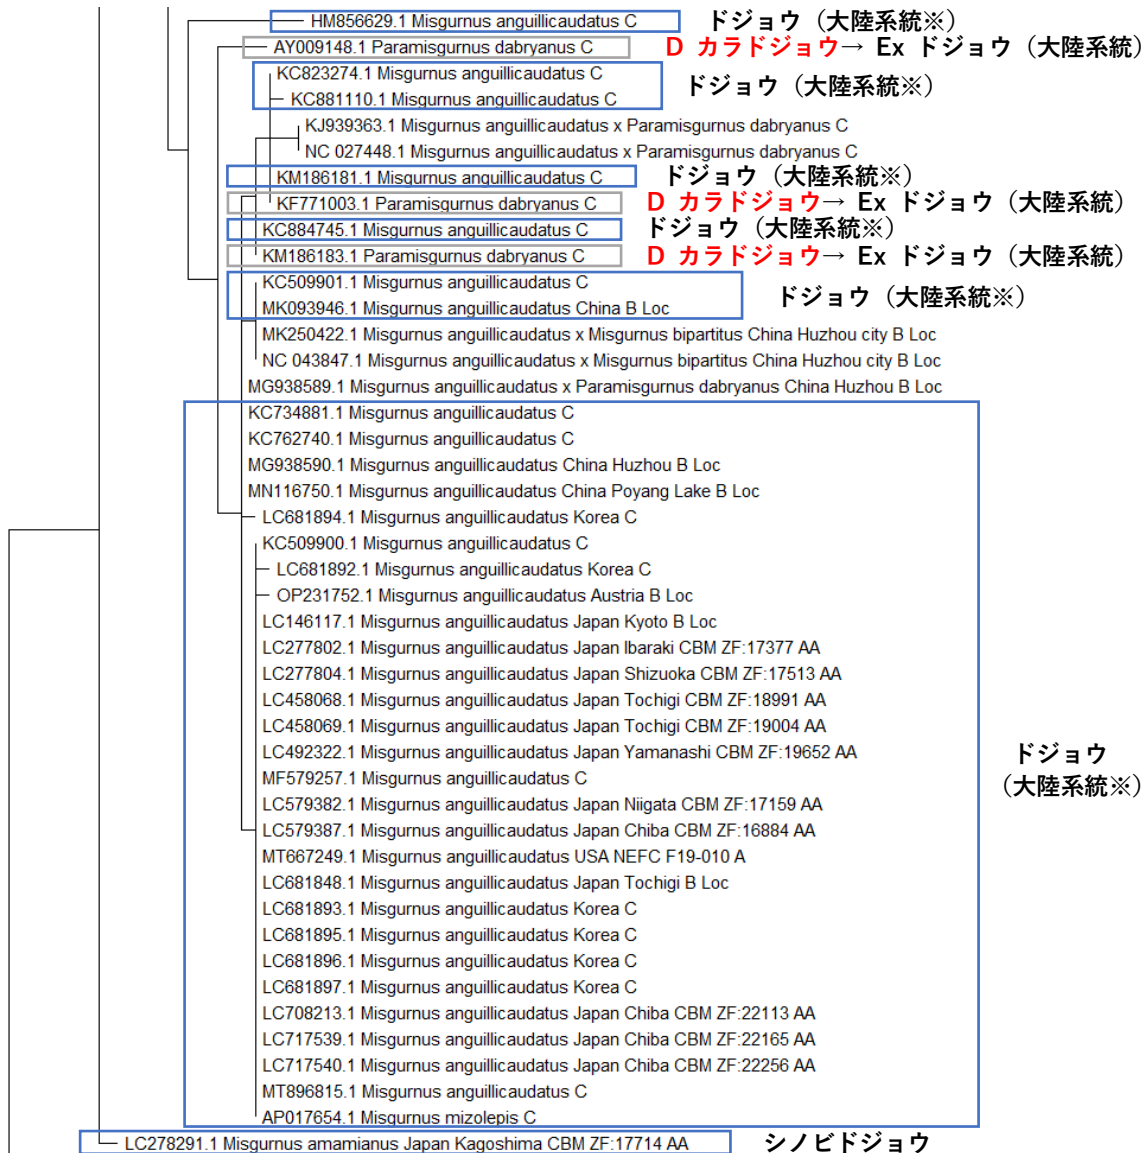 HM856629.1 Misgurnus anguillicaudatus C ドジョウ（大陸系統※）
AY009148.1 Paramisgurnus dabryanus C D カラドジョウ→ Ex ドジョウ（大陸系統）
KC823274.1 Misgurnus anguillicaudatus C
ドジョウ（大陸系統※）
KC881110.1 Misgurnus anguillicaudatus C
KJ939363.1 Misgurnus anguillicaudatus x Paramisgurnus dabryanus C
NC 027448.1 Misgurnus anguillicaudatus x Paramisgurnus dabryanus C
KM186181.1 Misgurnus anguillicaudatus C ドジョウ（大陸系統※）
KF771003.1 Paramisgurnus dabryanus C D カラドジョウ→ Ex ドジョウ（大陸系統）
KC884745.1 Misgurnus anguillicaudatus C ドジョウ（大陸系統※）
KM186183.1 Paramisgurnus dabryanus C D カラドジョウ→ Ex ドジョウ（大陸系統）
KC509901.1 Misgurnus anguillicaudatus C
ドジョウ（大陸系統※）
MK093946.1 Misgurnus anguillicaudatus China B Loc
MK250422.1 Misgurnus anguillicaudatus x Misgurnus bipartitus China Huzhou city B Loc
NC 043847.1 Misgurnus anguillicaudatus x Misgurnus bipartitus China Huzhou city B Loc
MG938589.1 Misgurnus anguillicaudatus x Paramisgurnus dabryanus China Huzhou B Loc
KC734881.1 Misgurnus anguillicaudatus C
KC762740.1 Misgurnus anguillicaudatus C
MG938590.1 Misgurnus anguillicaudatus China Huzhou B Loc
MN116750.1 Misgurnus anguillicaudatus China Poyang Lake B Loc
LC681894.1 Misgurnus anguillicaudatus Korea C
KC509900.1 Misgurnus anguillicaudatus C
LC681892.1 Misgurnus anguillicaudatus Korea C
OP231752.1 Misgurnus anguillicaudatus Austria B Loc
LC146117.1 Misgurnus anguillicaudatus Japan Kyoto B Loc
LC277802.1 Misgurnus anguillicaudatus Japan Ibaraki CBM ZF:17377 AA
LC277804.1 Misgurnus anguillicaudatus Japan Shizuoka CBM ZF:17513 AA
LC458068.1 Misgurnus anguillicaudatus Japan Tochigi CBM ZF:18991 AA
LC458069.1 Misgurnus anguillicaudatus Japan Tochigi CBM ZF:19004 AA
LC492322.1 Misgurnus anguillicaudatus Japan Yamanashi CBM ZF:19652 AA
MF579257.1 Misgurnus anguillicaudatus C
LC579382.1 Misgurnus anguillicaudatus Japan Niigata CBM ZF:17159 AA
LC579387.1 Misgurnus anguillicaudatus Japan Chiba CBM ZF:16884 AA
MT667249.1 Misgurnus anguillicaudatus USA NEFC F19-010 A
LC681848.1 Misgurnus anguillicaudatus Japan Tochigi B Loc
LC681893.1 Misgurnus anguillicaudatus Korea C
LC681895.1 Misgurnus anguillicaudatus Korea C
LC681896.1 Misgurnus anguillicaudatus Korea C
LC681897.1 Misgurnus anguillicaudatus Korea C
LC708213.1 Misgurnus anguillicaudatus Japan Chiba CBM ZF:22113 AA
LC717539.1 Misgurnus anguillicaudatus Japan Chiba CBM ZF:22165 AA
LC717540.1 Misgurnus anguillicaudatus Japan Chiba CBM ZF:22256 AA
MT896815.1 Misgurnus anguillicaudatus C
AP017654.1 Misgurnus mizolepis C
ドジョウ
（大陸系統※）
LC278291.1 Misgurnus amamianus Japan Kagoshima CBM ZF:17714 AA シノビドジョウ